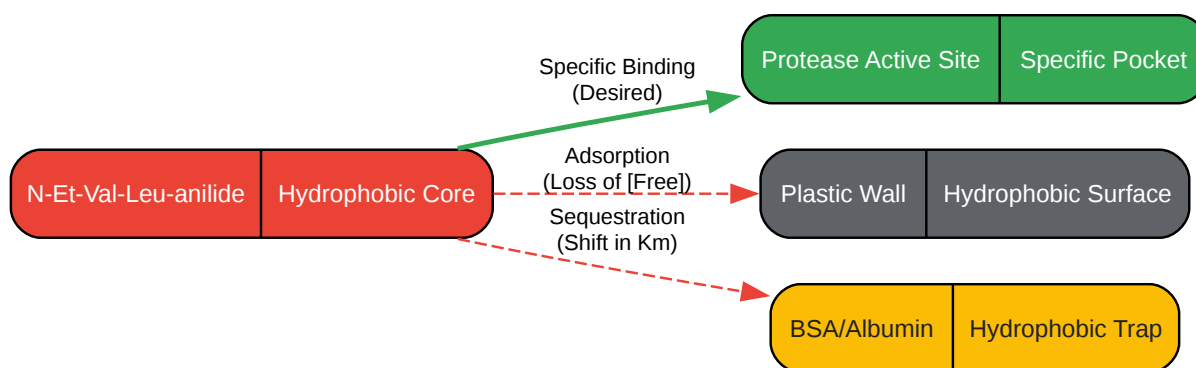 Protease Active Site
Specific Pocket
Specific Binding
(Desired)
N-Et-Val-Leu-anilide
Hydrophobic Core
Adsorption
(Loss of [Free])
Plastic Wall
Hydrophobic Surface
Sequestration
(Shift in Km)
BSA/Albumin
Hydrophobic Trap